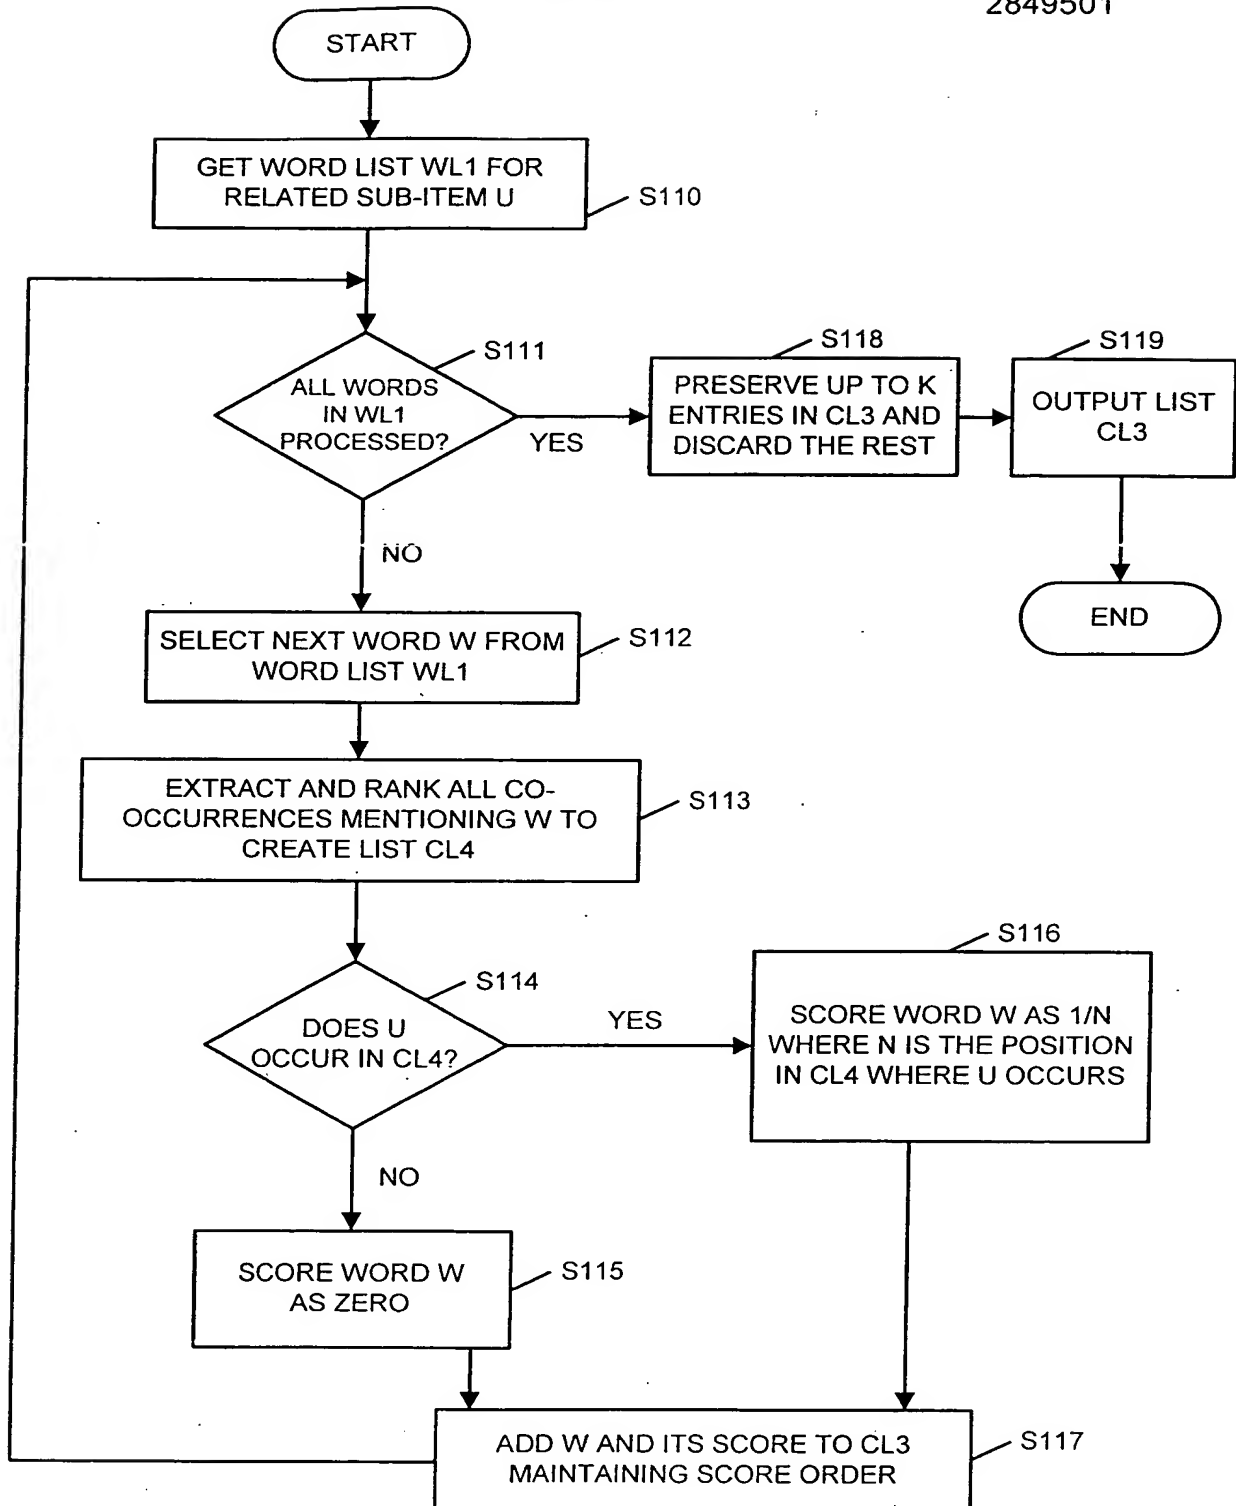 2849501
START
GET WORD LIST WL1 FOR
RELATED SUB-ITEM U
S110
S111
ALL WORDS
IN WL1
PROCESSED?
YES
S118
PRESERVE UP TO K
ENTRIES IN CL3 AND
DISCARD THE REST
S119
OUTPUT LIST
CL3
END
NO
SELECT NEXT WORD W FROM
WORD LIST WL1
S112
EXTRACT AND RANK ALL CO-
OCCURRENCES MENTIONING W TO
CREATE LIST CL4
S113
S114
DOES U
OCCUR IN CL4?
YES
S116
SCORE WORD W AS 1/N
WHERE N IS THE POSITION
IN CL4 WHERE U OCCURS
NO
SCORE WORD W
AS ZERO
S115
ADD W AND ITS SCORE TO CL3
MAINTAINING SCORE ORDER
S117